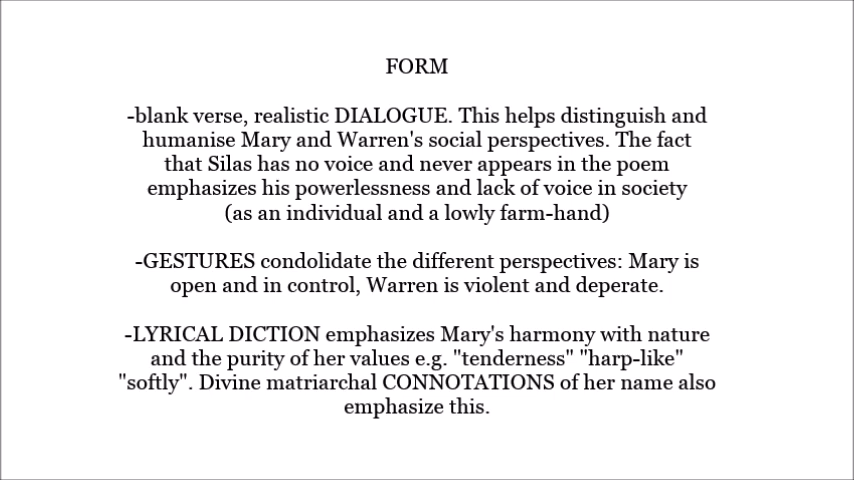 FORM
-blank verse, realistic DIALOGUE. This helps distinguish and
humanise Mary and Warren's social perspectives. The fact
that Silas has no voice and never appears in the poem
emphasizes his powerlessness and lack of voice in society
(as an individual and a lowly farm-hand)
-GESTURES condolidate the different perspectives: Mary is
open and in control, Warren is violent and deperate.
-LYRICAL DICTION emphasizes Mary's harmony with nature
and the purity of her values e.g. "tenderness" "harp-like"
"softly". Divine matriarchal CONNOTATIONS of her name also
emphasize this.